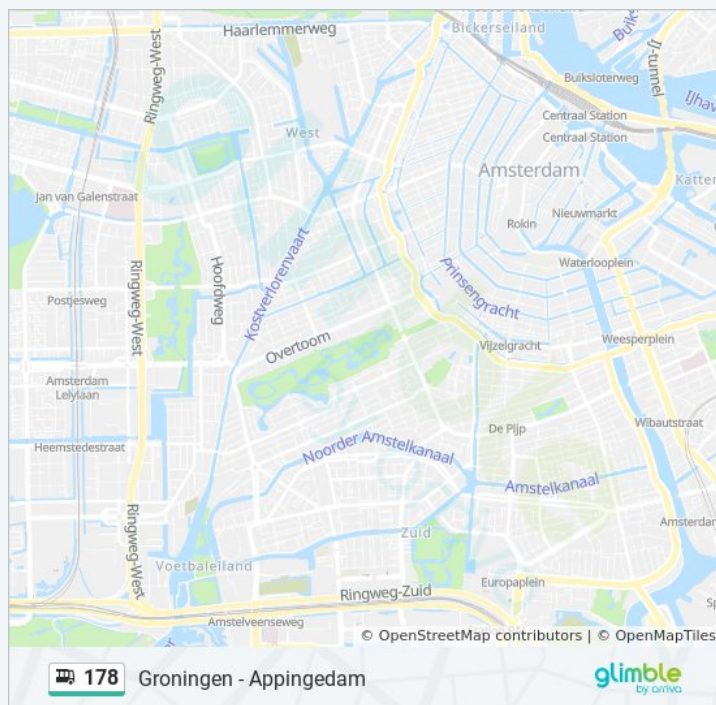 Haarlemmerweg
Bickerseiland
Ringweg-West
IJ-tunnel
Buiksloterweg
Centraal Station
Centraal Station
West
Amsterdam
Jan van Galenstraat
Nieuwmarkt
Rokin
Waterlooplein
Kostverlorenvaart
Prinsengracht
Ringweg-West
Hoofdweg
Postjesweg
Overtoom
Vijzelgracht
Weesperplein
Amsterdam
Lelylaan
De Pijp
Wibautstraat
Heemstedestraat
Noorder Amstelkanaal
Amstelkanaal
Ringweg-West
Zuid
Voetbaleiland
Europaplein
Ringweg-Zuid
Amstelveenseweg
© OpenStreetMap contributors | © OpenMapTiles
178 Groningen - Appingedam
glimble
by arriva